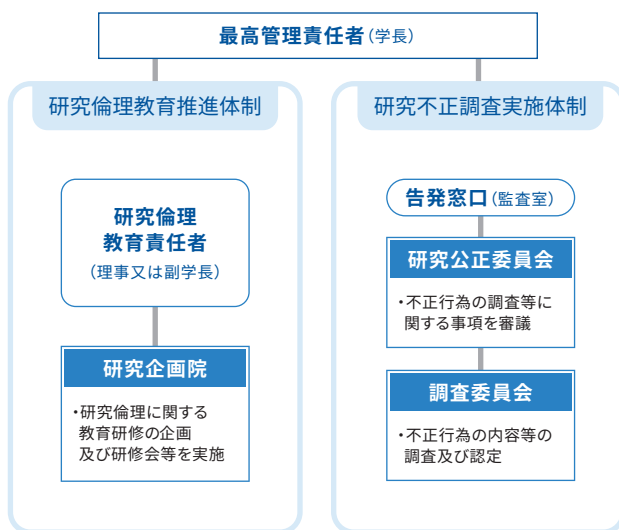 最高管理責任者(学長)
研究倫理教育推進体制
研究倫理
教育責任者
(理事又は副学長)
研究企画院
・研究倫理に関する
教育研修の企画
及び研修会等を実施
研究不正調査実施体制
告発窓口(監査室)
研究公正委員会
・不正行為の調査等に
関する事項を審議
調査委員会
・不正行為の内容等の
調査及び認定